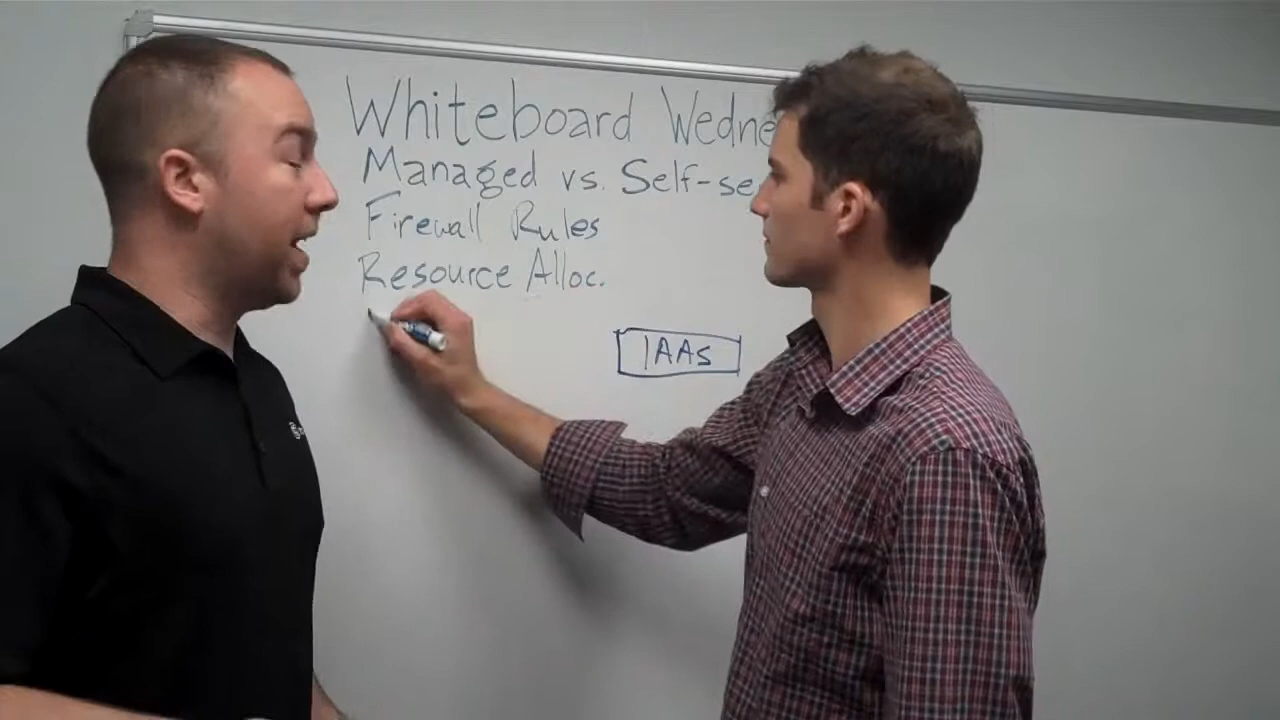 Whiteboard Wedne
Managed vs. Self-se
Firewall Rules
Resource Alloc.
IAAS